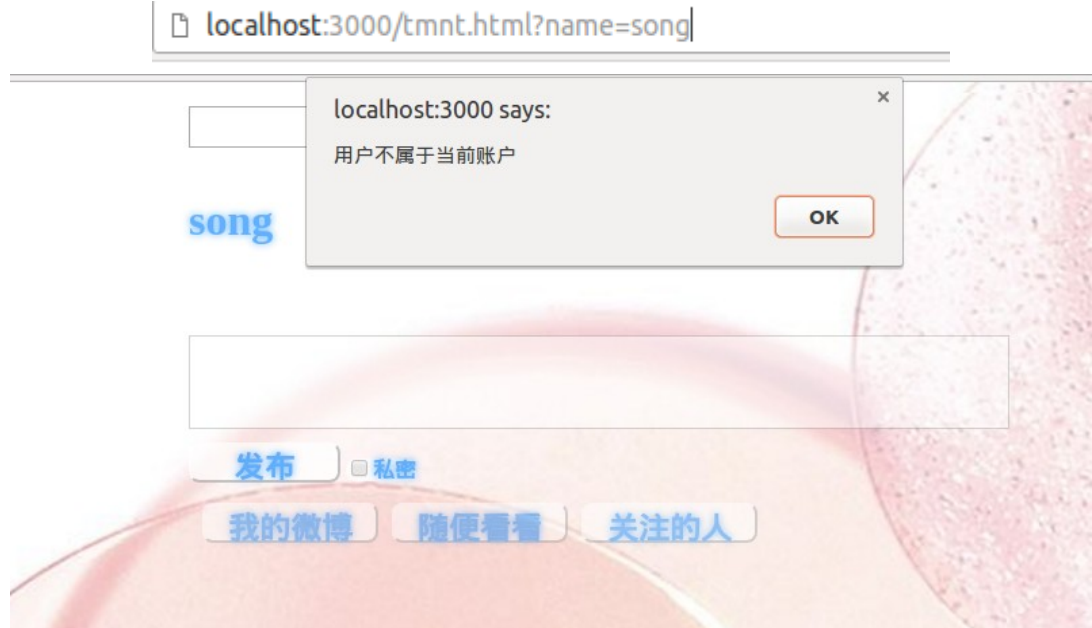 localhost:3000/tmnt.html?name=song
localhost:3000 says:
×
用户不属于当前账户
OK
song
发布
私密
我的微博 随便看看 关注的人